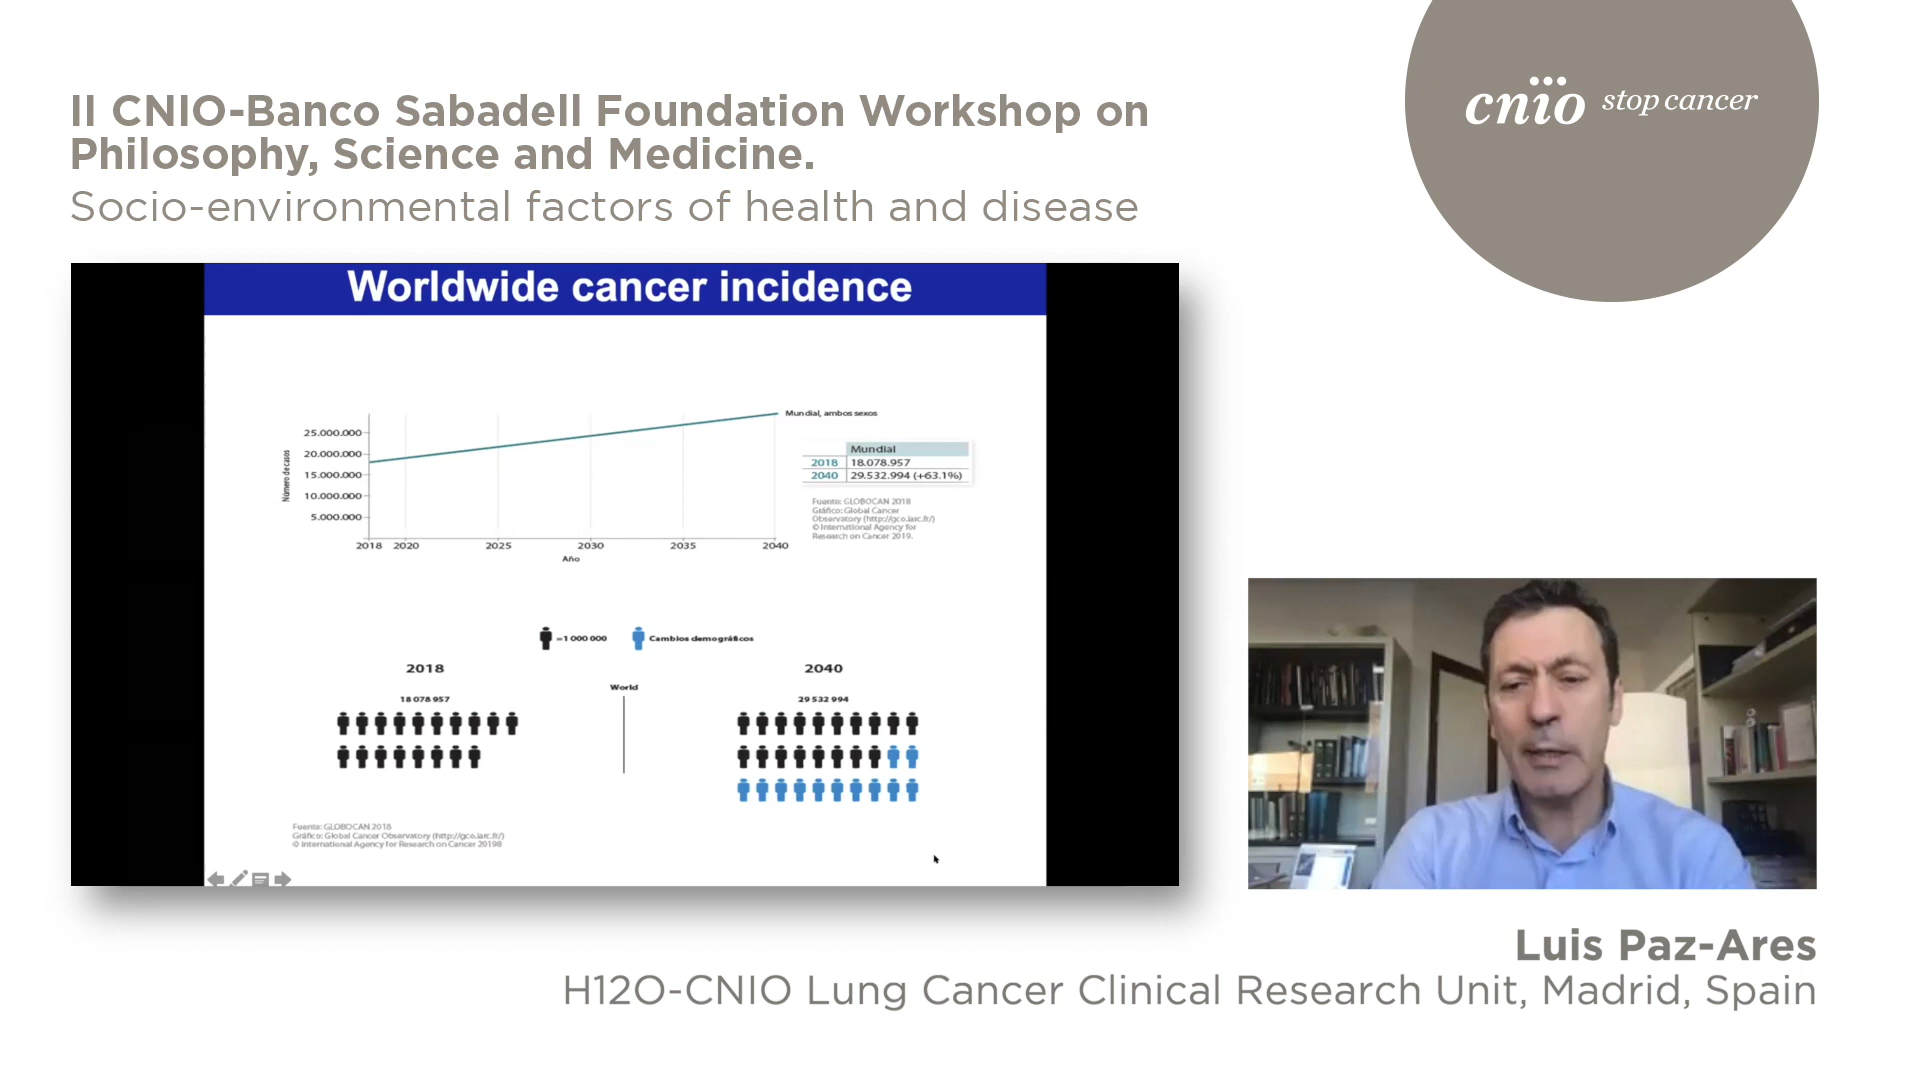 II CNIO-Banco Sabadell Foundation Workshop on
Philosophy, Science and Medicine.
Socio-environmental factors of health and disease
cnio stop cancer
Worldwide cancer incidence
Mundial, ambos sexos
25.000.000
20.000.000
15.000.000
10.000.000
5.000.000
Número de casos
2018 2020 2025 2030 2035 2040
Año
Mundial
2018 18.078.957
2040 29.532.994 (+63.1%)
Fuente: GLOBOCAN 2018
Gráfico: Global Cancer
Observatory (http://gco.iarc.fr/)
© International Agency for
Research on Cancer 2019.
=1 000 000 Cambios demográficos
2018
18 078 957
World
2040
29 532 994
Fuente: GLOBOCAN 2018
Gráfico: Global Cancer Observatory (http://gco.iarc.fr/)
© International Agency for Research on Cancer 20198
Luis Paz-Ares
H12O-CNIO Lung Cancer Clinical Research Unit, Madrid, Spain